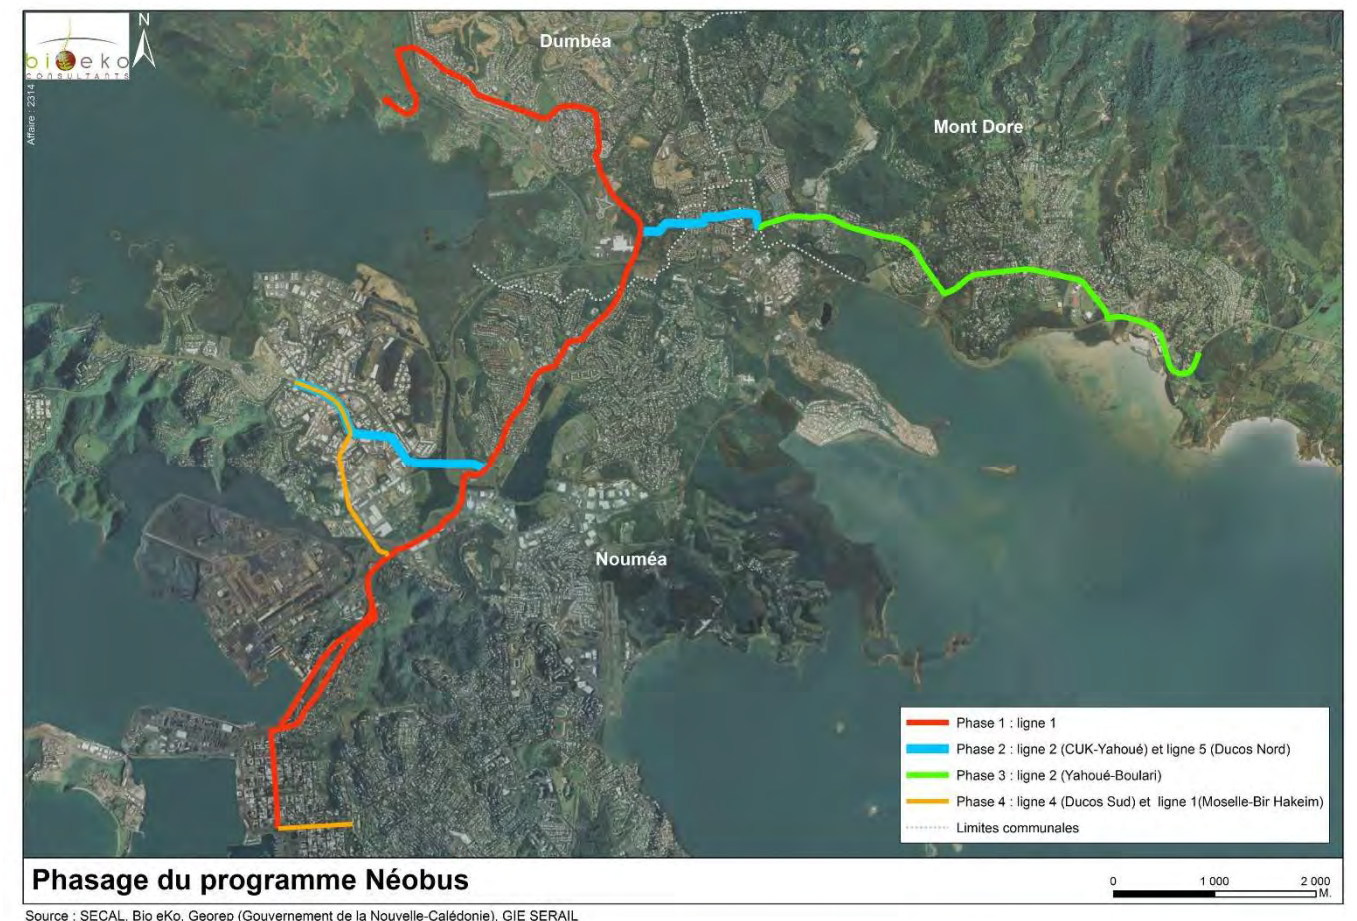 N
bioeko
CONSULTANTS
Affaire : 2314
Dumbéa
Mont Dore
Nouméa
Phase 1 : ligne 1
Phase 2 : ligne 2 (CUK-Yahoué) et ligne 5 (Ducos Nord)
Phase 3 : ligne 2 (Yahoué-Boulari)
Phase 4 : ligne 4 (Ducos Sud) et ligne 1(Moselle-Bir Hakeim)
Limites communales
Phasage du programme Néobus
0 1 000 2 000
M.
Source : SECAL, Bio eKo, Georep (Gouvernement de la Nouvelle-Calédonie), GIE SERAIL